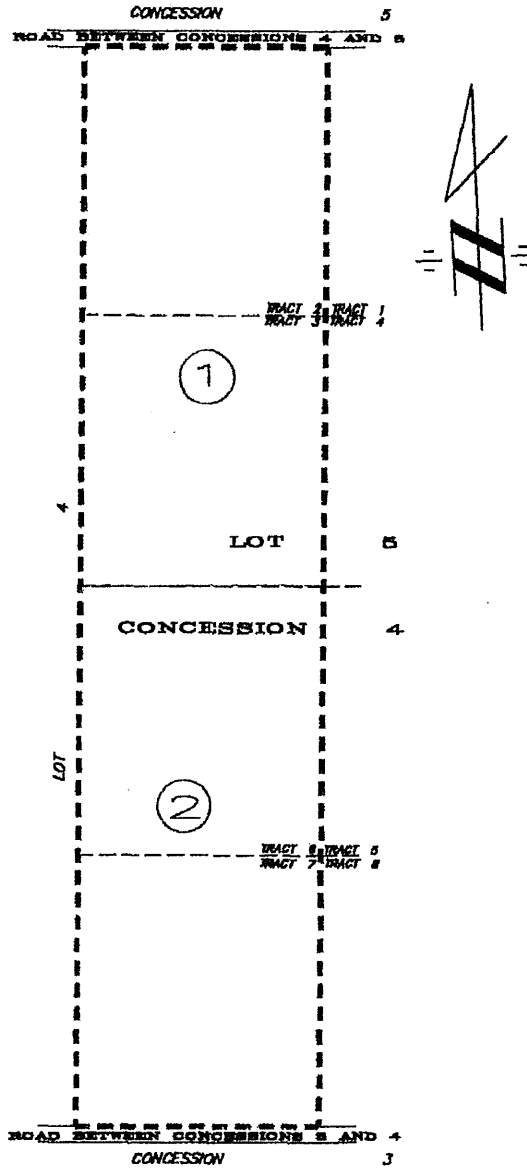 CONCESSION 5
ROAD BETWEEN CONCESSIONS 4 AND 5
TRACT 2 TRACT 1
TRACT 3 TRACT 4
1
4
LOT 5
CONCESSION 4
LOT
2
TRACT 6 TRACT 5
TRACT 7 TRACT 8
ROAD BETWEEN CONCESSIONS 3 AND 4
CONCESSION 3